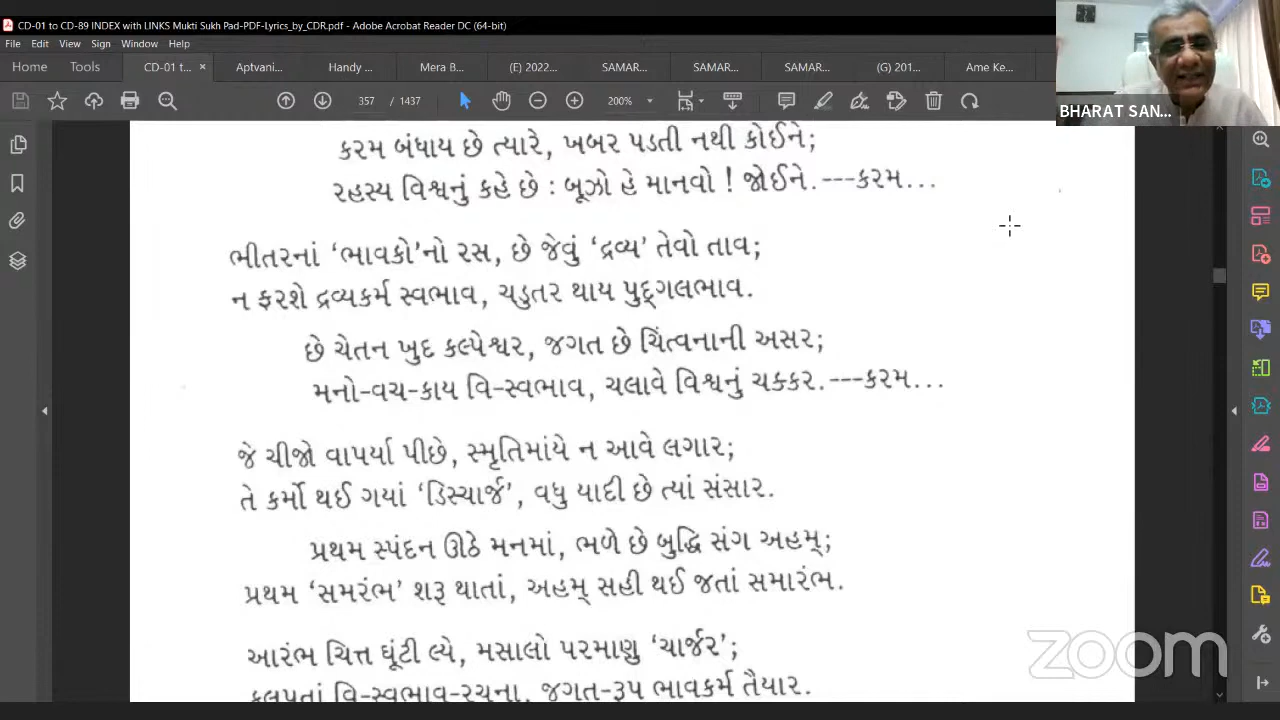 CD-01 to CD-89 INDEX with LINKS Mukti Sukh Pad-PDF-Lyrics_by_CDR.pdf - Adobe Acrobat Reader DC (64-bit)
File Edit View Sign Window Help
Home Tools CD-01 t... × Aptvani... Handy ... Mera B... (E) 2022... SAMAR... SAMAR... SAMAR... (G) 201... Ame Ke...
357 / 1437 200%
BHARAT SAN...
કરમ બંધાય છે ત્યારે, ખબર પડતી નથી કોઈને;
રહસ્ય વિશ્વનું કહે છે : બૂઝો હે માનવો ! જોઈને.---કરમ...
ભીતરનાં ‘ભાવકો’નો રસ, છે જેવું ‘દ્રવ્ય’ તેવો તાવ;
ન ફરશે દ્રવ્યકર્મ સ્વભાવ, ચડુતર થાય પુદ્ગલભાવ.
છે ચેતન ખુદ કલ્પેશ્વર, જગત છે ચિંત્વનાની અસર;
મનો-વચ-કાય વિ-સ્વભાવ, ચલાવે વિશ્વનું ચક્કર.---કરમ...
જે ચીજો વાપર્યા પીછે, સ્મૃતિમાંયે ન આવે લગાર;
તે કર્મો થઈ ગયાં ‘ડિસ્ચાર્જ’, વધુ યાદી છે ત્યાં સંસાર.
પ્રથમ સ્પંદન ઊઠે મનમાં, ભળે છે બુદ્ધિ સંગ અહમ્;
પ્રથમ ‘સમરંભ’ શરૂ થાતાં, અહમ્ સહી થઈ જતાં સમારંભ.
આરંભ ચિત્ત ઘૂંટી લ્યે, મસાલો પરમાણુ ‘ચાર્જર’;
કલપતાં વિ-સ્વભાવ-રચના, જગત-રૂપ ભાવકર્મ તૈયાર.
zoom